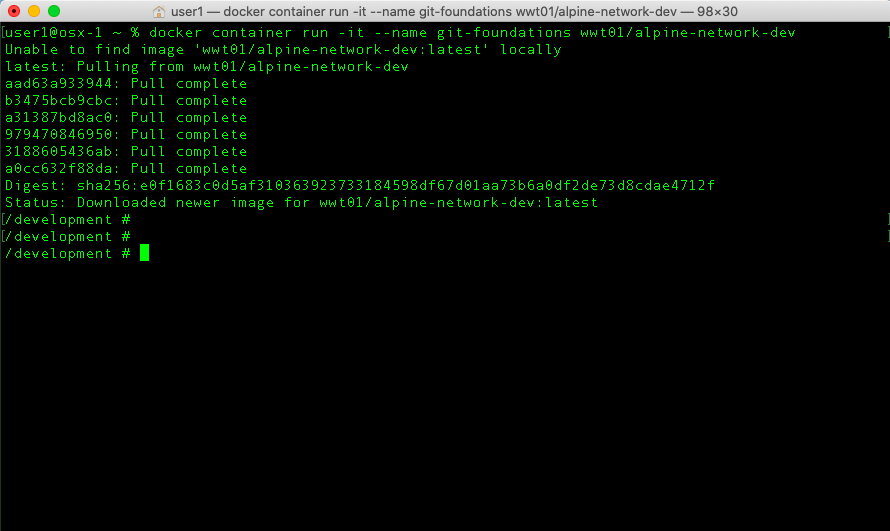 user1 — docker container run -it --name git-foundations wwt01/alpine-network-dev — 98×30
[user1@osx-1 ~ % docker container run -it --name git-foundations wwt01/alpine-network-dev ]
Unable to find image 'wwt01/alpine-network-dev:latest' locally
latest: Pulling from wwt01/alpine-network-dev
aad63a933944: Pull complete
b3475bcb9cbc: Pull complete
a31387bd8ac0: Pull complete
979470846950: Pull complete
3188605436ab: Pull complete
a0cc632f88da: Pull complete
Digest: sha256:e0f1683c0d5af310363923733184598df67d01aa73b6a0df2de73d8cdae4712f
Status: Downloaded newer image for wwt01/alpine-network-dev:latest
[/development # ]
[/development # ]
/development #